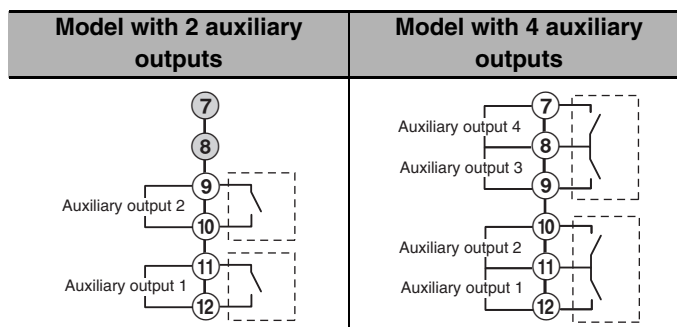 Model with 2 auxiliary
outputs
Model with 4 auxiliary
outputs
7
8
9
Auxiliary output 2
10
11
Auxiliary output 1
12
7
Auxiliary output 4
8
Auxiliary output 3
9
10
Auxiliary output 2
11
Auxiliary output 1
12